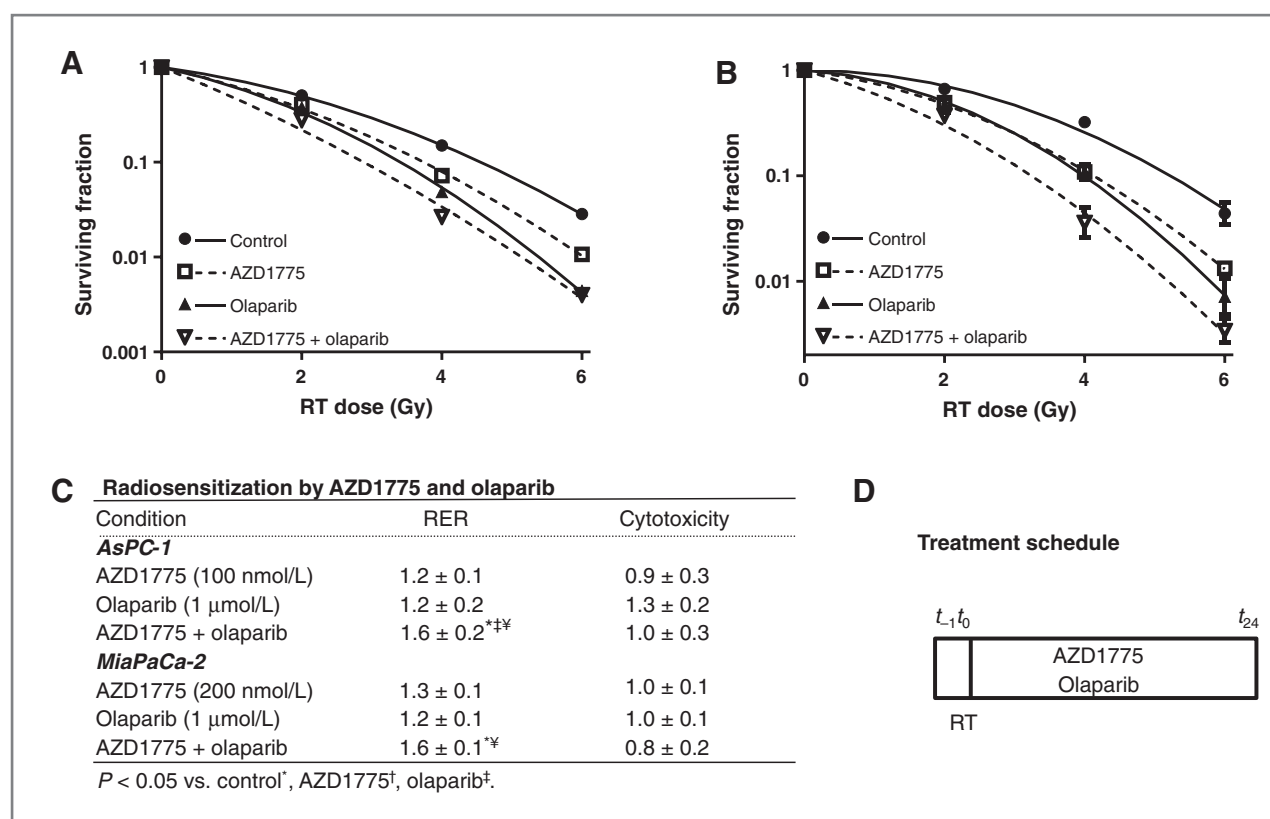 A
Surviving fraction
1
0.1
0.01
0.001
Control
AZD1775
Olaparib
AZD1775 + olaparib
0 2 4 6
RT dose (Gy)
B
Surviving fraction
1
0.1
0.01
Control
AZD1775
Olaparib
AZD1775 + olaparib
0 2 4 6
RT dose (Gy)
C Radiosensitization by AZD1775 and olaparib
Condition RER Cytotoxicity
AsPC-1
AZD1775 (100 nmol/L) 1.2 ± 0.1 0.9 ± 0.3
Olaparib (1 μmol/L) 1.2 ± 0.2 1.3 ± 0.2
AZD1775 + olaparib 1.6 ± 0.2*‡¥ 1.0 ± 0.3
MiaPaCa-2
AZD1775 (200 nmol/L) 1.3 ± 0.1 1.0 ± 0.1
Olaparib (1 μmol/L) 1.2 ± 0.1 1.0 ± 0.1
AZD1775 + olaparib 1.6 ± 0.1*¥ 0.8 ± 0.2
P < 0.05 vs. control*, AZD1775†, olaparib‡.
D
Treatment schedule
t–1 t0 t24
AZD1775
Olaparib
RT